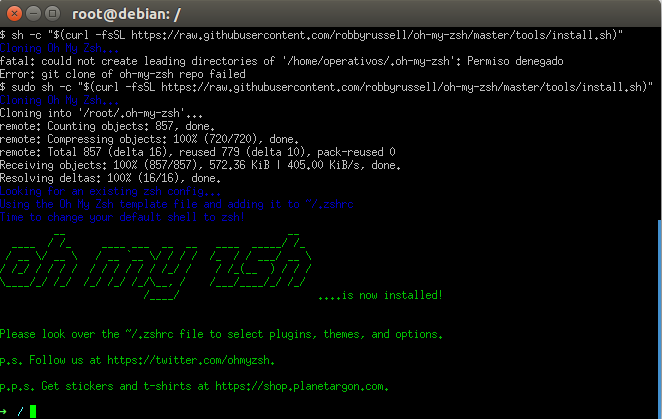 root@debian: /
$ sh -c "$(curl -fsSL https://raw.githubusercontent.com/robbyrussell/oh-my-zsh/master/tools/install.sh)"
Cloning Oh My Zsh...
fatal: could not create leading directories of '/home/operativos/.oh-my-zsh': Permiso denegado
Error: git clone of oh-my-zsh repo failed
$ sudo sh -c "$(curl -fsSL https://raw.githubusercontent.com/robbyrussell/oh-my-zsh/master/tools/install.sh)"
Cloning Oh My Zsh...
Cloning into '/root/.oh-my-zsh'...
remote: Counting objects: 857, done.
remote: Compressing objects: 100% (720/720), done.
remote: Total 857 (delta 16), reused 779 (delta 10), pack-reused 0
Receiving objects: 100% (857/857), 572.36 KiB | 405.00 KiB/s, done.
Resolving deltas: 100% (16/16), done.
Looking for an existing zsh config...
Using the Oh My Zsh template file and adding it to ~/.zshrc
Time to change your default shell to zsh!
oh my zsh
....is now installed!
Please look over the ~/.zshrc file to select plugins, themes, and options.
p.s. Follow us at https://twitter.com/ohmyzsh.
p.p.s. Get stickers and t-shirts at https://shop.planetargon.com.
➜ /